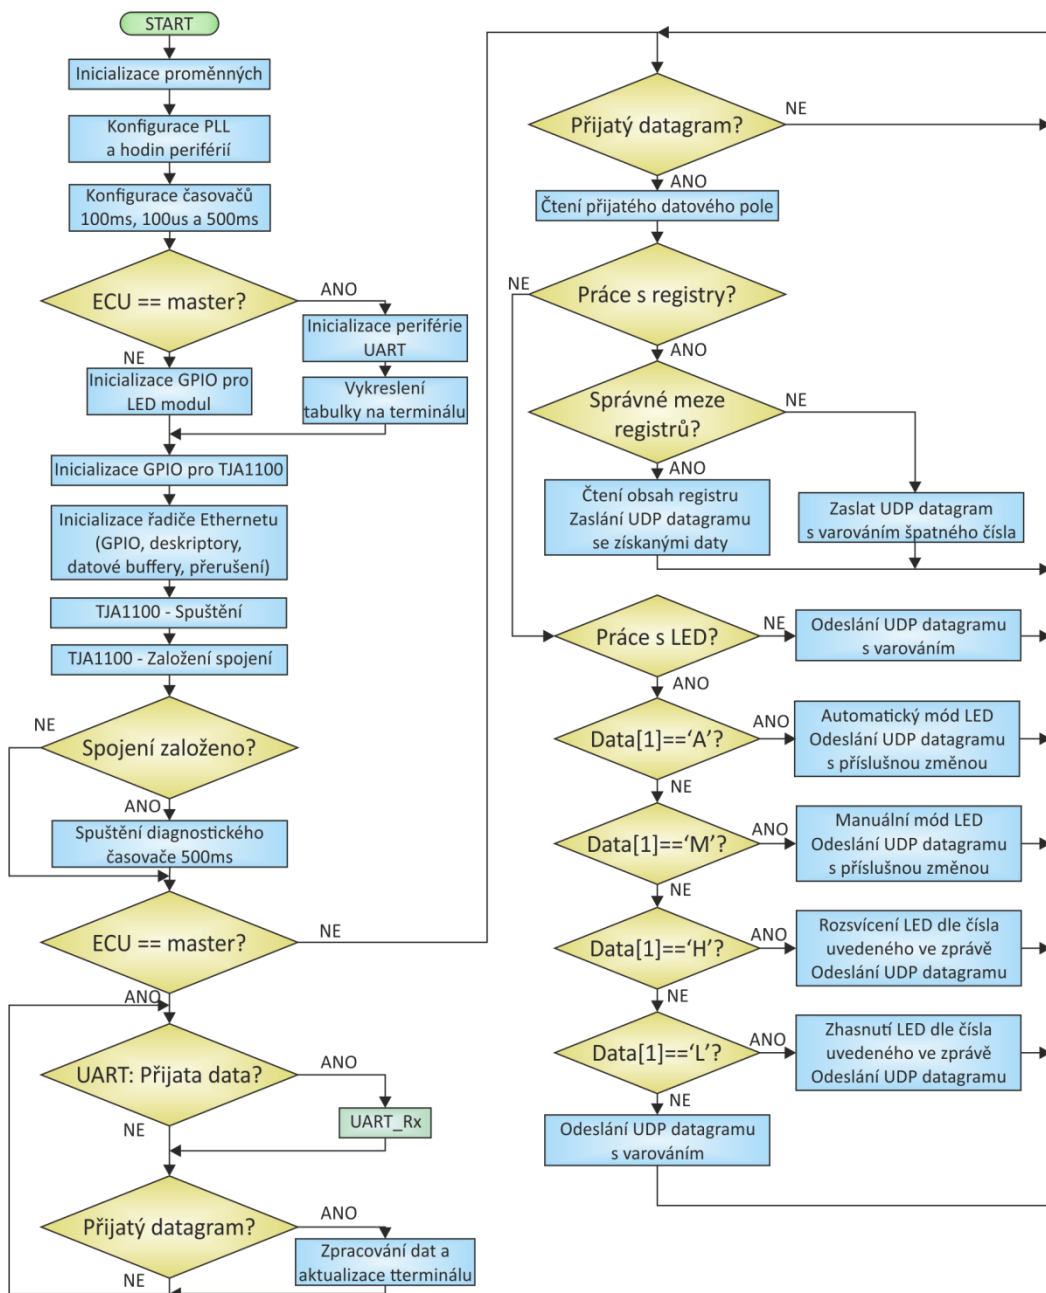 START
Inicializace proměnných
Konfigurace PLL
a hodin periférií
Konfigurace časovačů
100ms, 100us a 500ms
ECU == master?
ANO
NE
Inicializace periférie
UART
Inicializace GPIO pro
LED modul
Vykreslení
tabulky na terminálu
Inicializace GPIO pro TJA1100
Inicializace řadiče Ethernetu
(GPIO, deskriptory,
datové buffery, přerušení)
TJA1100 - Spuštění
TJA1100 - Založení spojení
NE
Spojení založeno?
ANO
Spuštění diagnostického
časovače 500ms
ECU == master?
NE
ANO
UART: Přijata data?
ANO
NE
UART_Rx
Přijatý datagram?
ANO
NE
Zpracování dat a
aktualizace tterminálu
Přijatý datagram?
NE
ANO
Čtení přijatého datového pole
NE
Práce s registry?
ANO
Správné meze
registrů?
NE
ANO
Čtení obsah registru
Zaslání UDP datagramu
se získanými daty
Zaslat UDP datagram
s varováním špatného čísla
Práce s LED?
NE
Odeslání UDP datagramu
s varováním
ANO
Data[1]==‘A’?
ANO
Automatický mód LED
Odeslání UDP datagramu
s příslušnou změnou
NE
Data[1]==‘M’?
ANO
Manuální mód LED
Odeslání UDP datagramu
s příslušnou změnou
NE
Data[1]==‘H’?
ANO
Rozsvícení LED dle čísla
uvedeného ve zprávě
Odeslání UDP datagramu
NE
Data[1]==‘L’?
ANO
Zhasnutí LED dle čísla
uvedeného ve zprávě
Odeslání UDP datagramu
NE
Odeslání UDP datagramu
s varováním